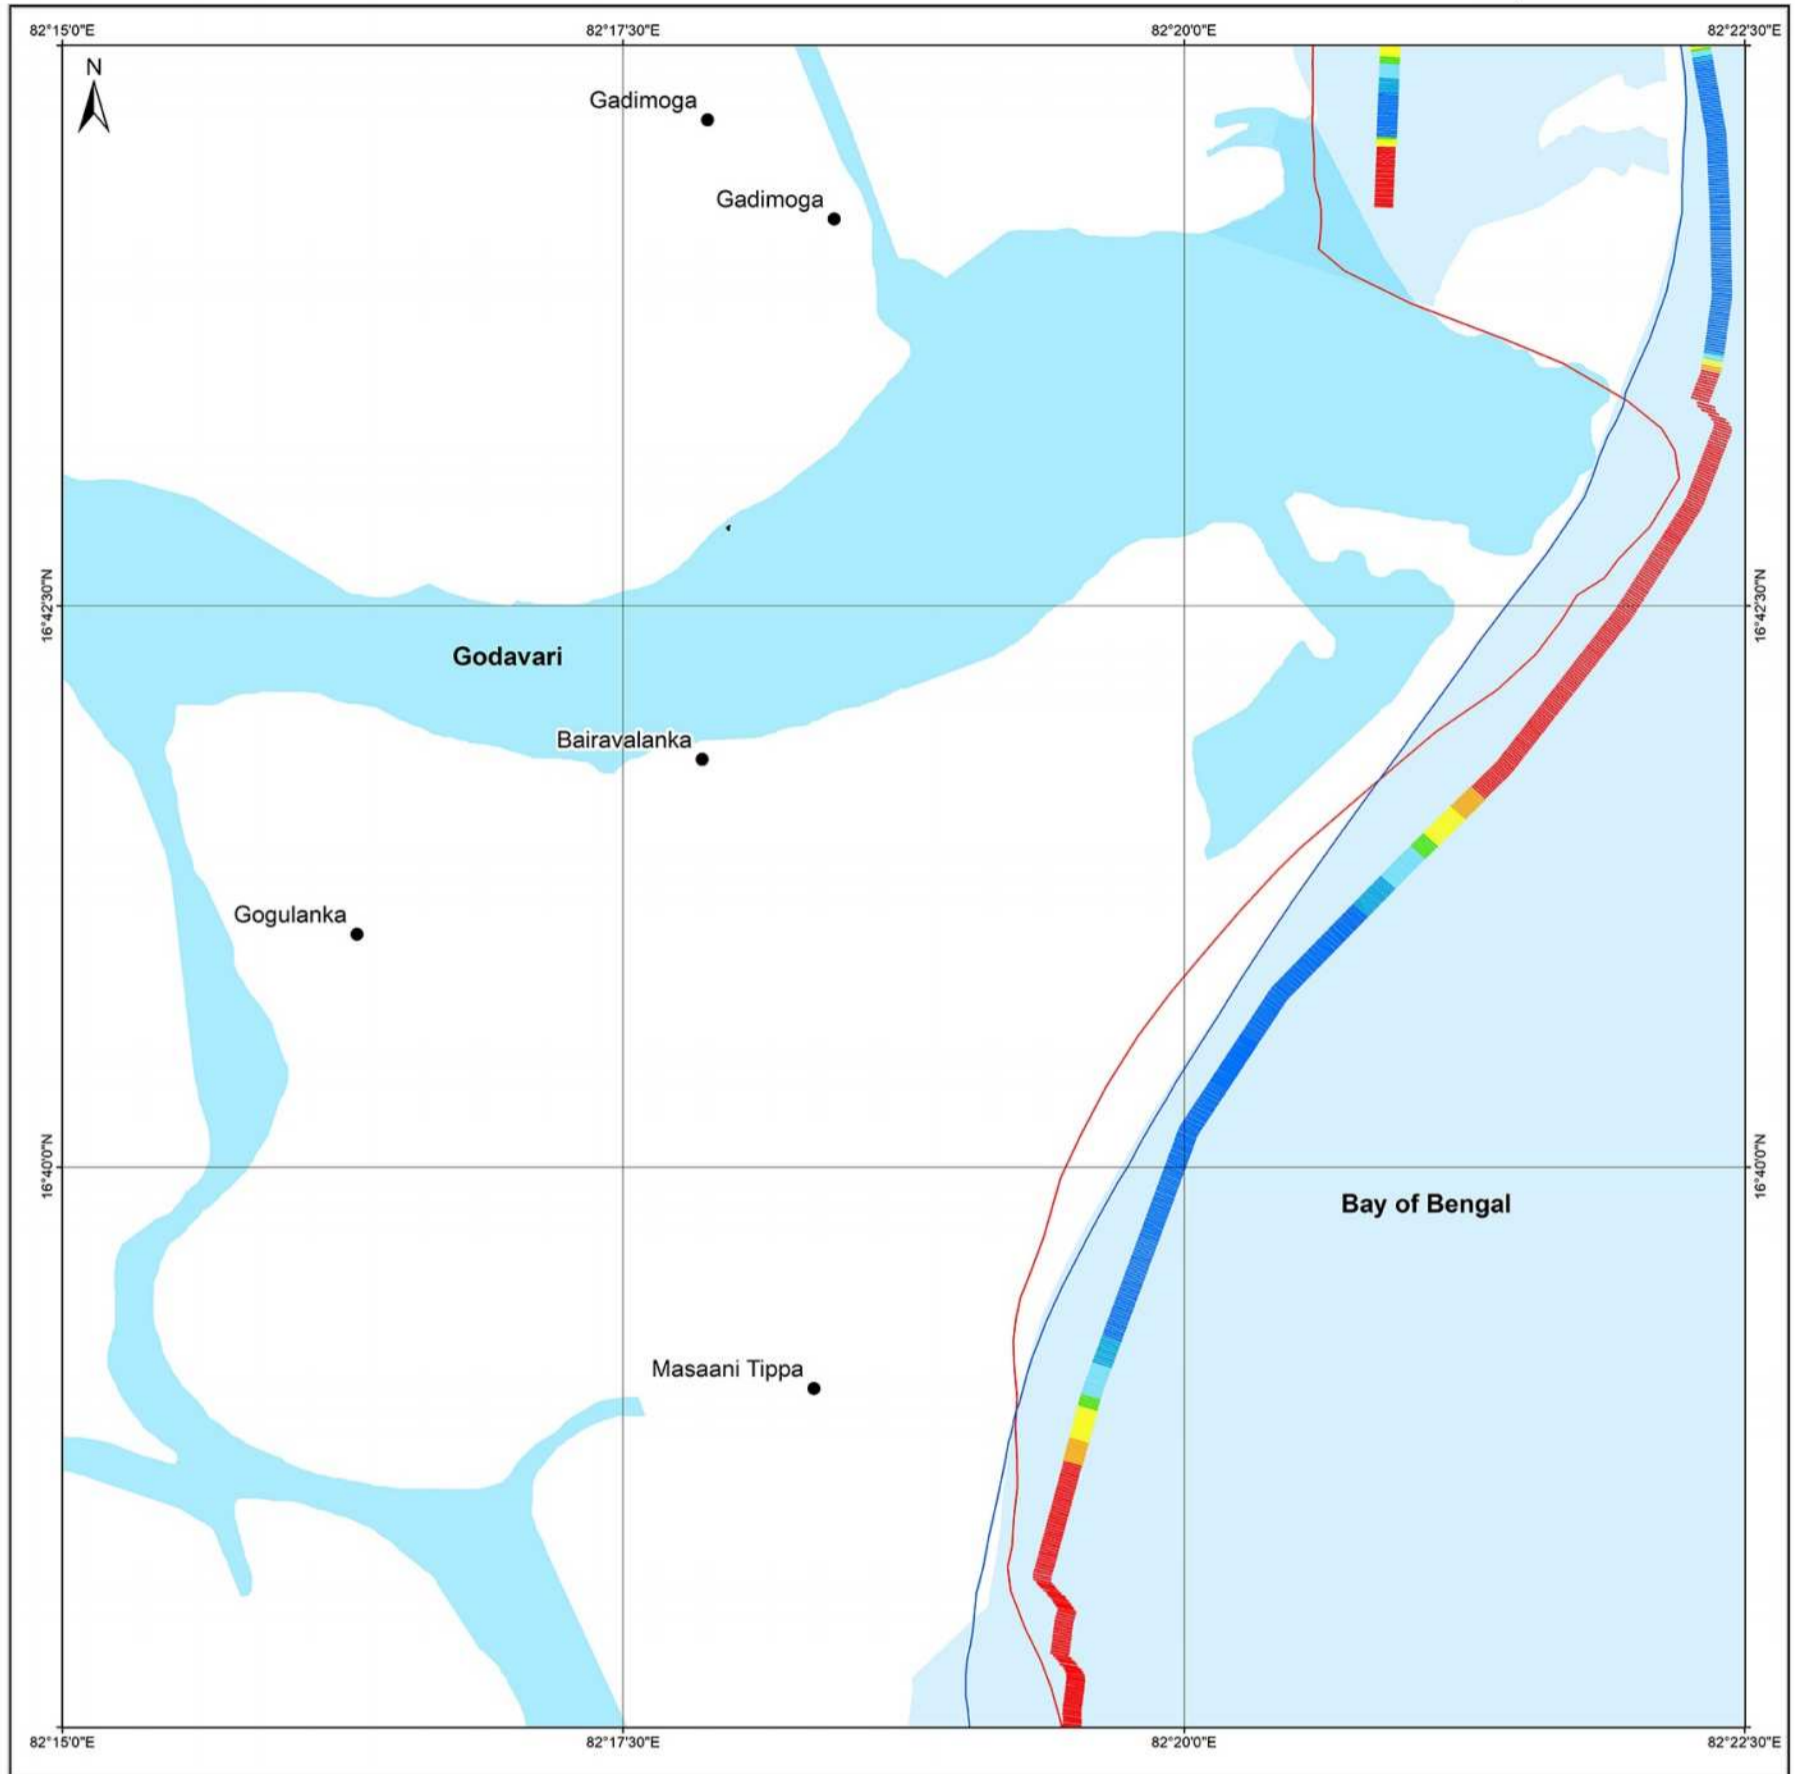 82°15'0"E 82°17'30"E 82°20'0"E 82°22'30"E
N
Gadimoga
Gadimoga
16°42'30"N 16°42'30"N
Godavari
Bairavalanka
Gogulanka
16°40'0"N 16°40'0"N
Bay of Bengal
Masaani Tippa
82°15'0"E 82°17'30"E 82°20'0"E 82°22'30"E